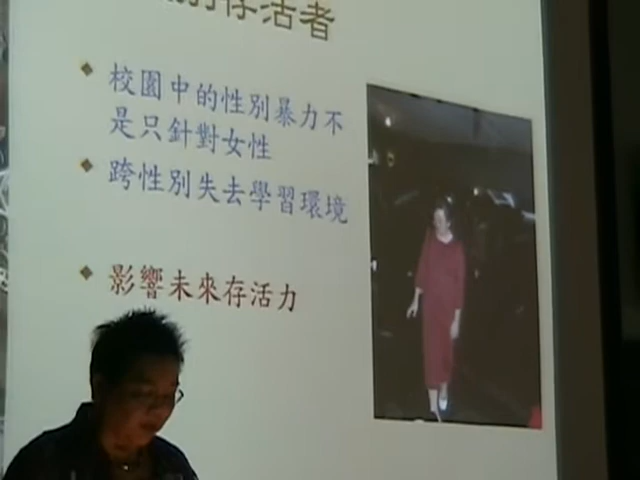 別存活者
校園中的性別暴力不
是只針對女性
跨性別失去學習環境
影響未來存活力